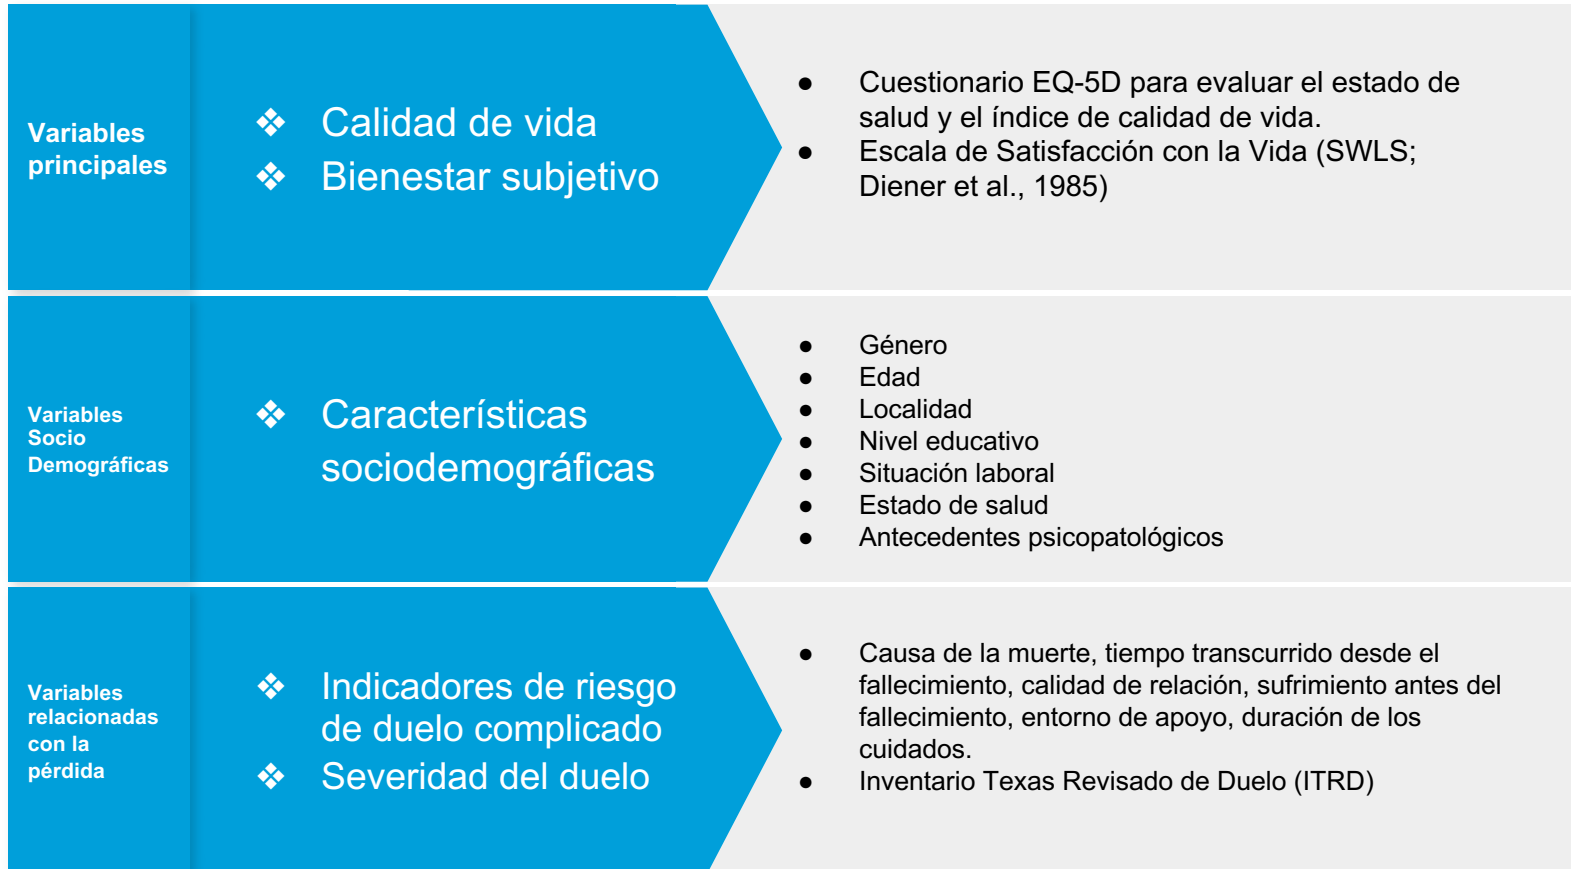 Variables
principales
❖ Calidad de vida
❖ Bienestar subjetivo
● Cuestionario EQ-5D para evaluar el estado de
salud y el índice de calidad de vida.
● Escala de Satisfacción con la Vida (SWLS;
Diener et al., 1985)
Variables
Socio
Demográficas
❖ Características
sociodemográficas
● Género
● Edad
● Localidad
● Nivel educativo
● Situación laboral
● Estado de salud
● Antecedentes psicopatológicos
Variables
relacionadas
con la
pérdida
❖ Indicadores de riesgo
de duelo complicado
❖ Severidad del duelo
● Causa de la muerte, tiempo transcurrido desde el
fallecimiento, calidad de relación, sufrimiento antes del
fallecimiento, entorno de apoyo, duración de los
cuidados.
● Inventario Texas Revisado de Duelo (ITRD)